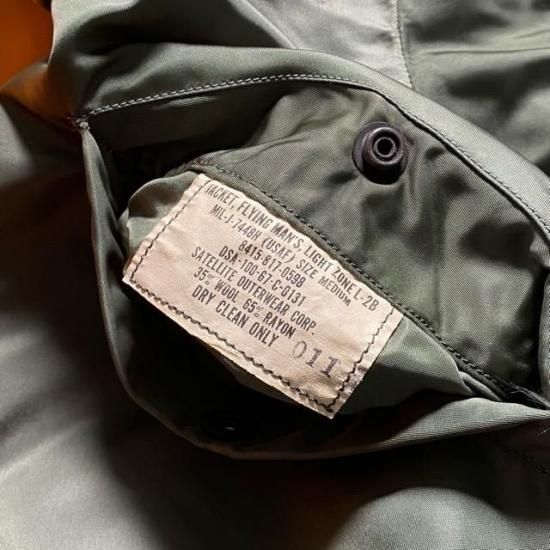 JACKET, FLYING MAN'S, LIGHT ZONE L-2B
MIL-J-7448H (USAF) SIZE MEDIUM
8415-817-0598
DSA-100-67-C-0131
SATELLITE OUTERWEAR CORP.
35% WOOL 65% RAYON
DRY CLEAN ONLY
011